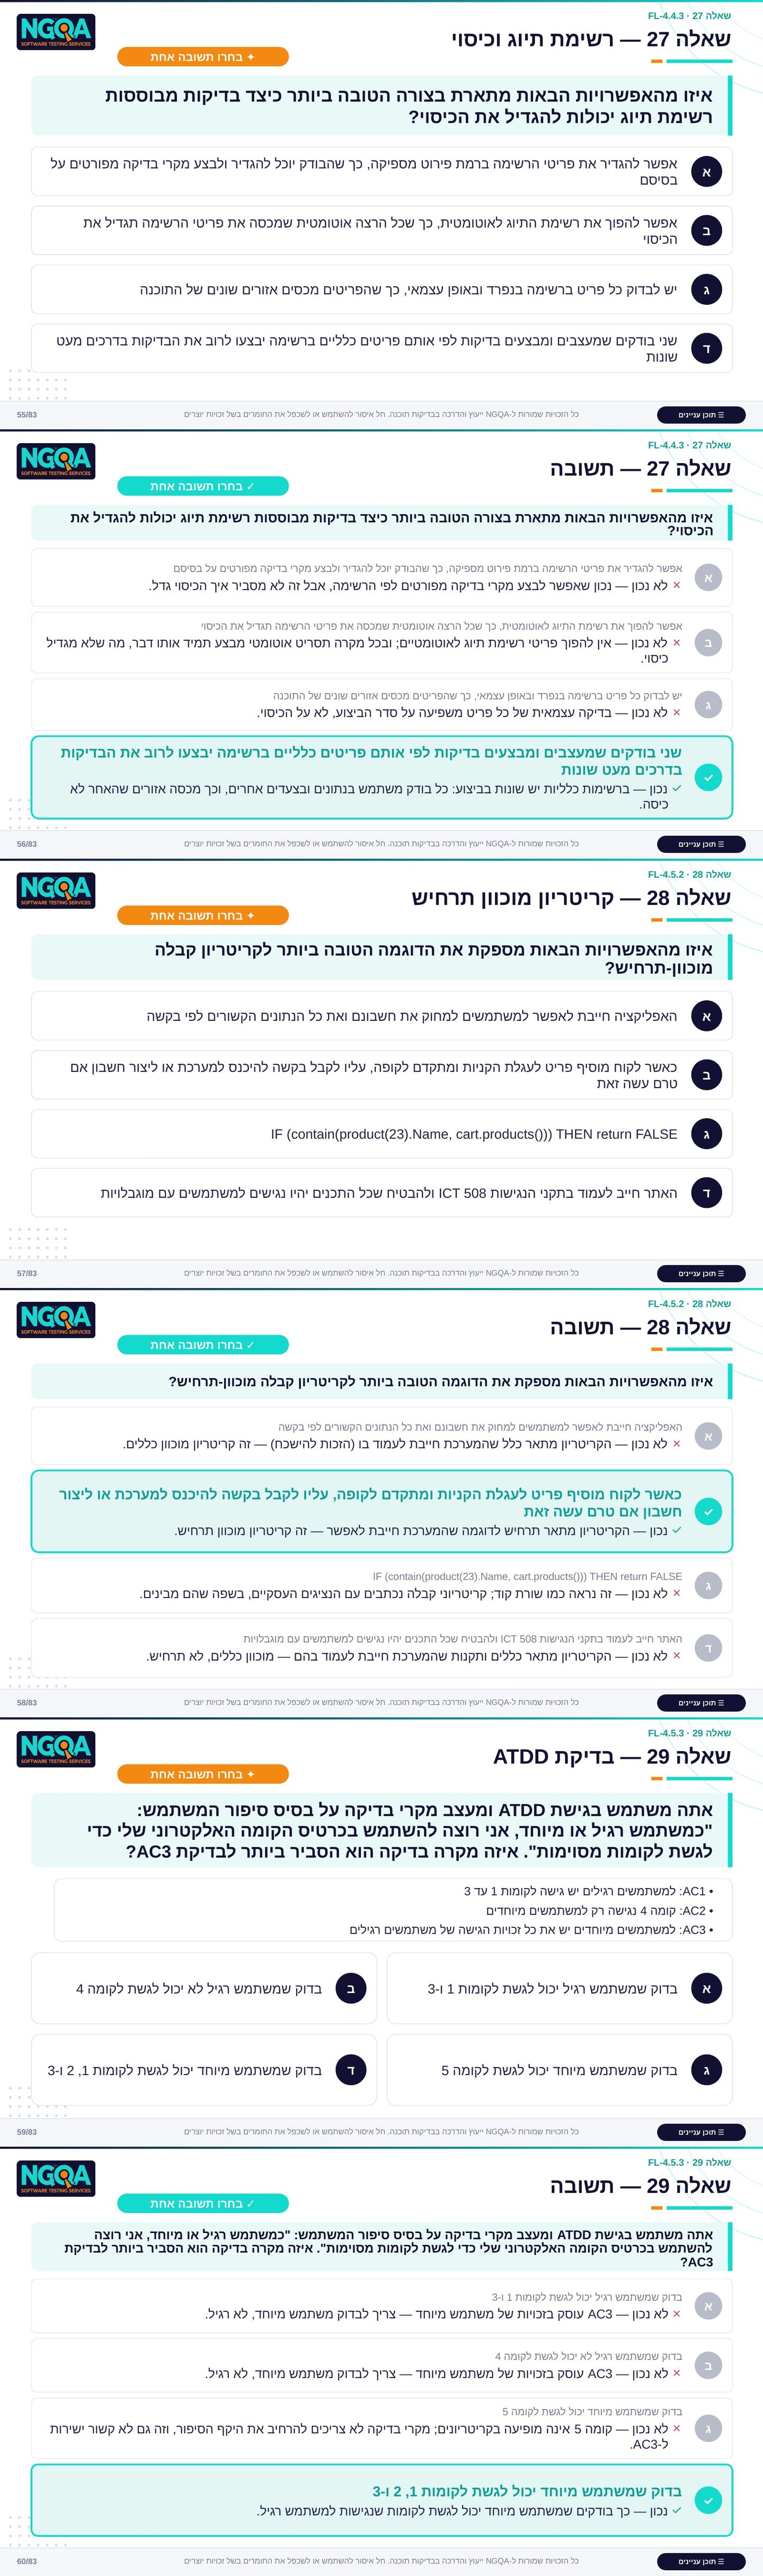 שאלה 27 · FL-4.4.3
שאלה 27 — רשימת תיוג וכיסוי
NGQA
SOFTWARE TESTING SERVICES
✦ בחרו תשובה אחת
איזו מהאפשרויות הבאות מתארת בצורה הטובה ביותר כיצד בדיקות מבוססות
רשימת תיוג יכולות להגדיל את הכיסוי?
א
אפשר להגדיר את פריטי הרשימה ברמת פירוט מספיקה, כך שהבודק יוכל להגדיר ולבצע מקרי בדיקה מפורטים על
בסיסם
ב
אפשר להפוך את רשימת התיוג לאוטומטית, כך שכל הרצה אוטומטית שמכסה את פריטי הרשימה תגדיל את
הכיסוי
ג
יש לבדוק כל פריט ברשימה בנפרד ובאופן עצמאי, כך שהפריטים מכסים אזורים שונים של התוכנה
ד
שני בודקים שמעצבים ומבצעים בדיקות לפי אותם פריטים כלליים ברשימה יבצעו לרוב את הבדיקות בדרכים מעט
שונות
☰ תוכן עניינים
כל הזכויות שמורות ל-NGQA ייעוץ והדרכה בבדיקות תוכנה. חל איסור להשתמש או לשכפל את החומרים בשל זכויות יוצרים
55/83
שאלה 27 · FL-4.4.3
שאלה 27 — תשובה
NGQA
SOFTWARE TESTING SERVICES
✓ בחרו תשובה אחת
איזו מהאפשרויות הבאות מתארת בצורה הטובה ביותר כיצד בדיקות מבוססות רשימת תיוג יכולות להגדיל את
הכיסוי?
א
אפשר להגדיר את פריטי הרשימה ברמת פירוט מספיקה, כך שהבודק יוכל להגדיר ולבצע מקרי בדיקה מפורטים על בסיסם
✕ לא נכון — נכון שאפשר לבצע מקרי בדיקה מפורטים לפי הרשימה, אבל זה לא מסביר איך הכיסוי גדל.
ב
אפשר להפוך את רשימת התיוג לאוטומטית, כך שכל הרצה אוטומטית שמכסה את פריטי הרשימה תגדיל את הכיסוי
✕ לא נכון — אין להפוך פריטי רשימת תיוג לאוטומטיים; ובכל מקרה תסריט אוטומטי מבצע תמיד אותו דבר, מה שלא מגדיל
כיסוי.
ג
יש לבדוק כל פריט ברשימה בנפרד ובאופן עצמאי, כך שהפריטים מכסים אזורים שונים של התוכנה
✕ לא נכון — בדיקה עצמאית של כל פריט משפיעה על סדר הביצוע, לא על הכיסוי.
✓
שני בודקים שמעצבים ומבצעים בדיקות לפי אותם פריטים כלליים ברשימה יבצעו לרוב את הבדיקות
בדרכים מעט שונות
✓ נכון — ברשימות כלליות יש שונות בביצוע: כל בודק משתמש בנתונים ובצעדים אחרים, וכך מכסה אזורים שהאחר לא
כיסה.
☰ תוכן עניינים
כל הזכויות שמורות ל-NGQA ייעוץ והדרכה בבדיקות תוכנה. חל איסור להשתמש או לשכפל את החומרים בשל זכויות יוצרים
56/83
שאלה 28 · FL-4.5.2
שאלה 28 — קריטריון מוכוון תרחיש
NGQA
SOFTWARE TESTING SERVICES
✦ בחרו תשובה אחת
איזו מהאפשרויות הבאות מספקת את הדוגמה הטובה ביותר לקריטריון קבלה
מוכוון-תרחיש?
א
האפליקציה חייבת לאפשר למשתמשים למחוק את חשבונם ואת כל הנתונים הקשורים לפי בקשה
ב
כאשר לקוח מוסיף פריט לעגלת הקניות ומתקדם לקופה, עליו לקבל בקשה להיכנס למערכת או ליצור חשבון אם
טרם עשה זאת
ג
IF (contain(product(23).Name, cart.products())) THEN return FALSE
ד
האתר חייב לעמוד בתקני הנגישות ICT 508 ולהבטיח שכל התכנים יהיו נגישים למשתמשים עם מוגבלויות
☰ תוכן עניינים
כל הזכויות שמורות ל-NGQA ייעוץ והדרכה בבדיקות תוכנה. חל איסור להשתמש או לשכפל את החומרים בשל זכויות יוצרים
57/83
שאלה 28 · FL-4.5.2
שאלה 28 — תשובה
NGQA
SOFTWARE TESTING SERVICES
✓ בחרו תשובה אחת
איזו מהאפשרויות הבאות מספקת את הדוגמה הטובה ביותר לקריטריון קבלה מוכוון-תרחיש?
א
האפליקציה חייבת לאפשר למשתמשים למחוק את חשבונם ואת כל הנתונים הקשורים לפי בקשה
✕ לא נכון — הקריטריון מתאר כלל שהמערכת חייבת לעמוד בו (הזכות להישכח) — זה קריטריון מוכוון כללים.
✓
כאשר לקוח מוסיף פריט לעגלת הקניות ומתקדם לקופה, עליו לקבל בקשה להיכנס למערכת או ליצור
חשבון אם טרם עשה זאת
✓ נכון — הקריטריון מתאר תרחיש לדוגמה שהמערכת חייבת לאפשר — זה קריטריון מוכוון תרחיש.
ג
IF (contain(product(23).Name, cart.products())) THEN return FALSE
✕ לא נכון — זה נראה כמו שורת קוד; קריטריוני קבלה נכתבים עם הנציגים העסקיים, בשפה שהם מבינים.
ד
האתר חייב לעמוד בתקני הנגישות ICT 508 ולהבטיח שכל התכנים יהיו נגישים למשתמשים עם מוגבלויות
✕ לא נכון — הקריטריון מתאר כללים ותקנות שהמערכת חייבת לעמוד בהם — מוכוון כללים, לא תרחיש.
☰ תוכן עניינים
כל הזכויות שמורות ל-NGQA ייעוץ והדרכה בבדיקות תוכנה. חל איסור להשתמש או לשכפל את החומרים בשל זכויות יוצרים
58/83
שאלה 29 · FL-4.5.3
שאלה 29 — בדיקת ATDD
NGQA
SOFTWARE TESTING SERVICES
✦ בחרו תשובה אחת
אתה משתמש בגישת ATDD ומעצב מקרי בדיקה על בסיס סיפור המשתמש:
"כמשתמש רגיל או מיוחד, אני רוצה להשתמש בכרטיס הקומה האלקטרוני שלי כדי
לגשת לקומות מסוימות". איזה מקרה בדיקה הוא הסביר ביותר לבדיקת AC3?
• AC1: למשתמשים רגילים יש גישה לקומות 1 עד 3
• AC2: קומה 4 נגישה רק למשתמשים מיוחדים
• AC3: למשתמשים מיוחדים יש את כל זכויות הגישה של משתמשים רגילים
א
בדוק שמשתמש רגיל יכול לגשת לקומות 1 ו-3
ב
בדוק שמשתמש רגיל לא יכול לגשת לקומה 4
ג
בדוק שמשתמש מיוחד יכול לגשת לקומה 5
ד
בדוק שמשתמש מיוחד יכול לגשת לקומות 1, 2 ו-3
☰ תוכן עניינים
כל הזכויות שמורות ל-NGQA ייעוץ והדרכה בבדיקות תוכנה. חל איסור להשתמש או לשכפל את החומרים בשל זכויות יוצרים
59/83
שאלה 29 · FL-4.5.3
שאלה 29 — תשובה
NGQA
SOFTWARE TESTING SERVICES
✓ בחרו תשובה אחת
אתה משתמש בגישת ATDD ומעצב מקרי בדיקה על בסיס סיפור המשתמש: "כמשתמש רגיל או מיוחד, אני רוצה
להשתמש בכרטיס הקומה האלקטרוני שלי כדי לגשת לקומות מסוימות". איזה מקרה בדיקה הוא הסביר ביותר לבדיקת
AC3?
א
בדוק שמשתמש רגיל יכול לגשת לקומות 1 ו-3
✕ לא נכון — AC3 עוסק בזכויות של משתמש מיוחד — צריך לבדוק משתמש מיוחד, לא רגיל.
ב
בדוק שמשתמש רגיל לא יכול לגשת לקומה 4
✕ לא נכון — AC3 עוסק בזכויות של משתמש מיוחד — צריך לבדוק משתמש מיוחד, לא רגיל.
ג
בדוק שמשתמש מיוחד יכול לגשת לקומה 5
✕ לא נכון — קומה 5 אינה מופיעה בקריטריונים; מקרי בדיקה לא צריכים להרחיב את היקף הסיפור, וזה גם לא קשור ישירות
ל-AC3.
✓
בדוק שמשתמש מיוחד יכול לגשת לקומות 1, 2 ו-3
✓ נכון — כך בודקים שמשתמש מיוחד יכול לגשת לקומות שנגישות למשתמש רגיל.
☰ תוכן עניינים
כל הזכויות שמורות ל-NGQA ייעוץ והדרכה בבדיקות תוכנה. חל איסור להשתמש או לשכפל את החומרים בשל זכויות יוצרים
60/83